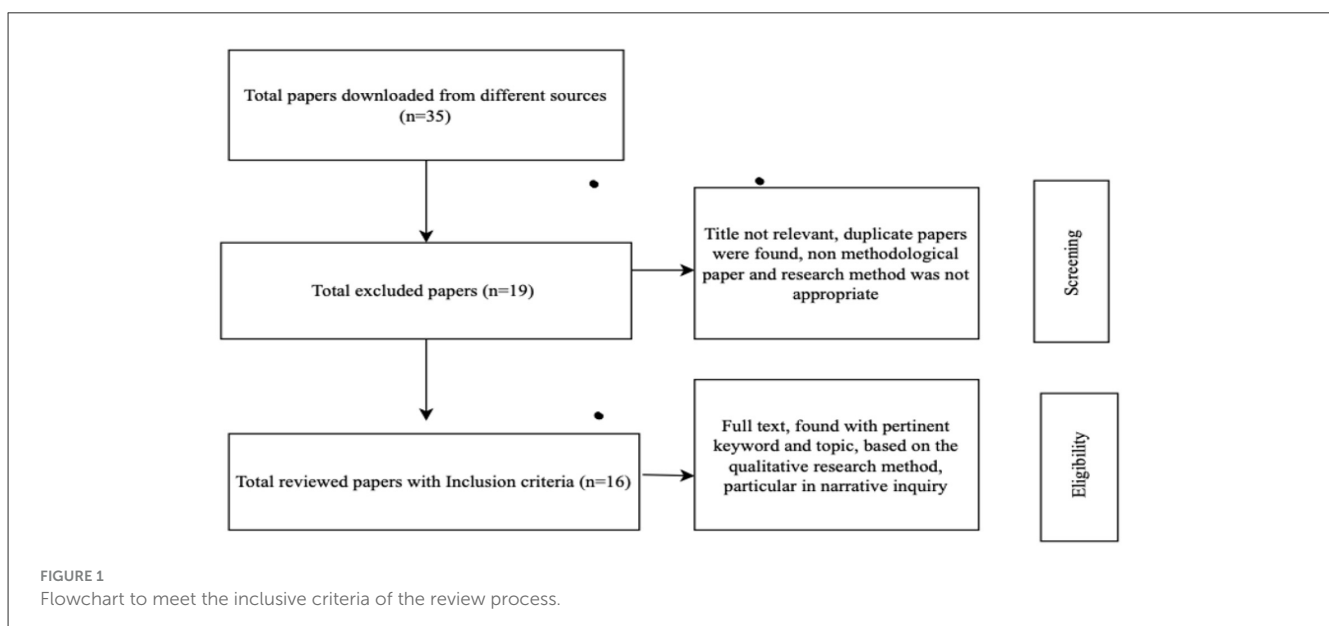 Total papers downloaded from different sources
(n=35)
Title not relevant, duplicate papers
were found, non methodological
paper and research method was not
appropriate
Screening
Total excluded papers (n=19)
Full text, found with pertinent
keyword and topic, based on the
qualitative research method,
particular in narrative inquiry
Eligibility
Total reviewed papers with Inclusion criteria (n=16)
FIGURE 1
Flowchart to meet the inclusive criteria of the review process.